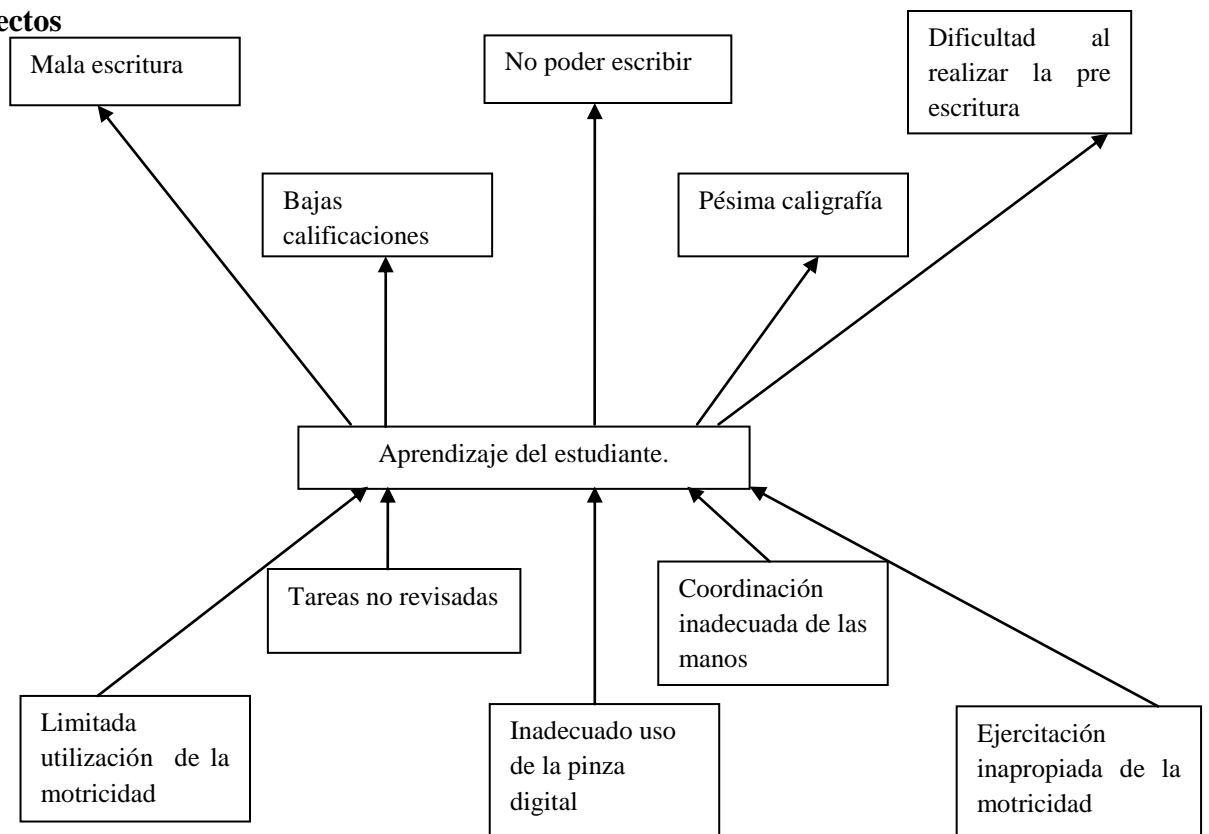 ectos
Mala escritura
No poder escribir
Dificultad al
realizar la pre
escritura
Bajas
calificaciones
Pésima caligrafía
Aprendizaje del estudiante.
Tareas no revisadas
Coordinación
inadecuada de las
manos
Limitada
utilización de la
motricidad
Inadecuado uso
de la pinza
digital
Ejercitación
inapropiada de la
motricidad